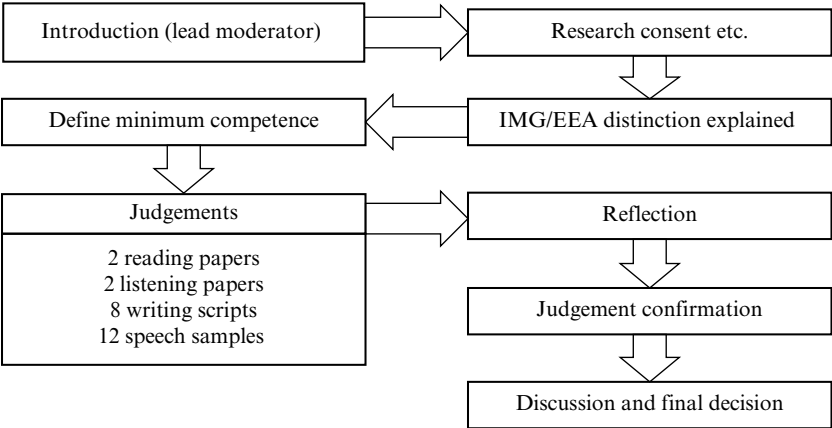 Introduction (lead moderator)
Research consent etc.
IMG/EEA distinction explained
Define minimum competence
Judgements
2 reading papers
2 listening papers
8 writing scripts
12 speech samples
Reflection
Judgement confirmation
Discussion and final decision